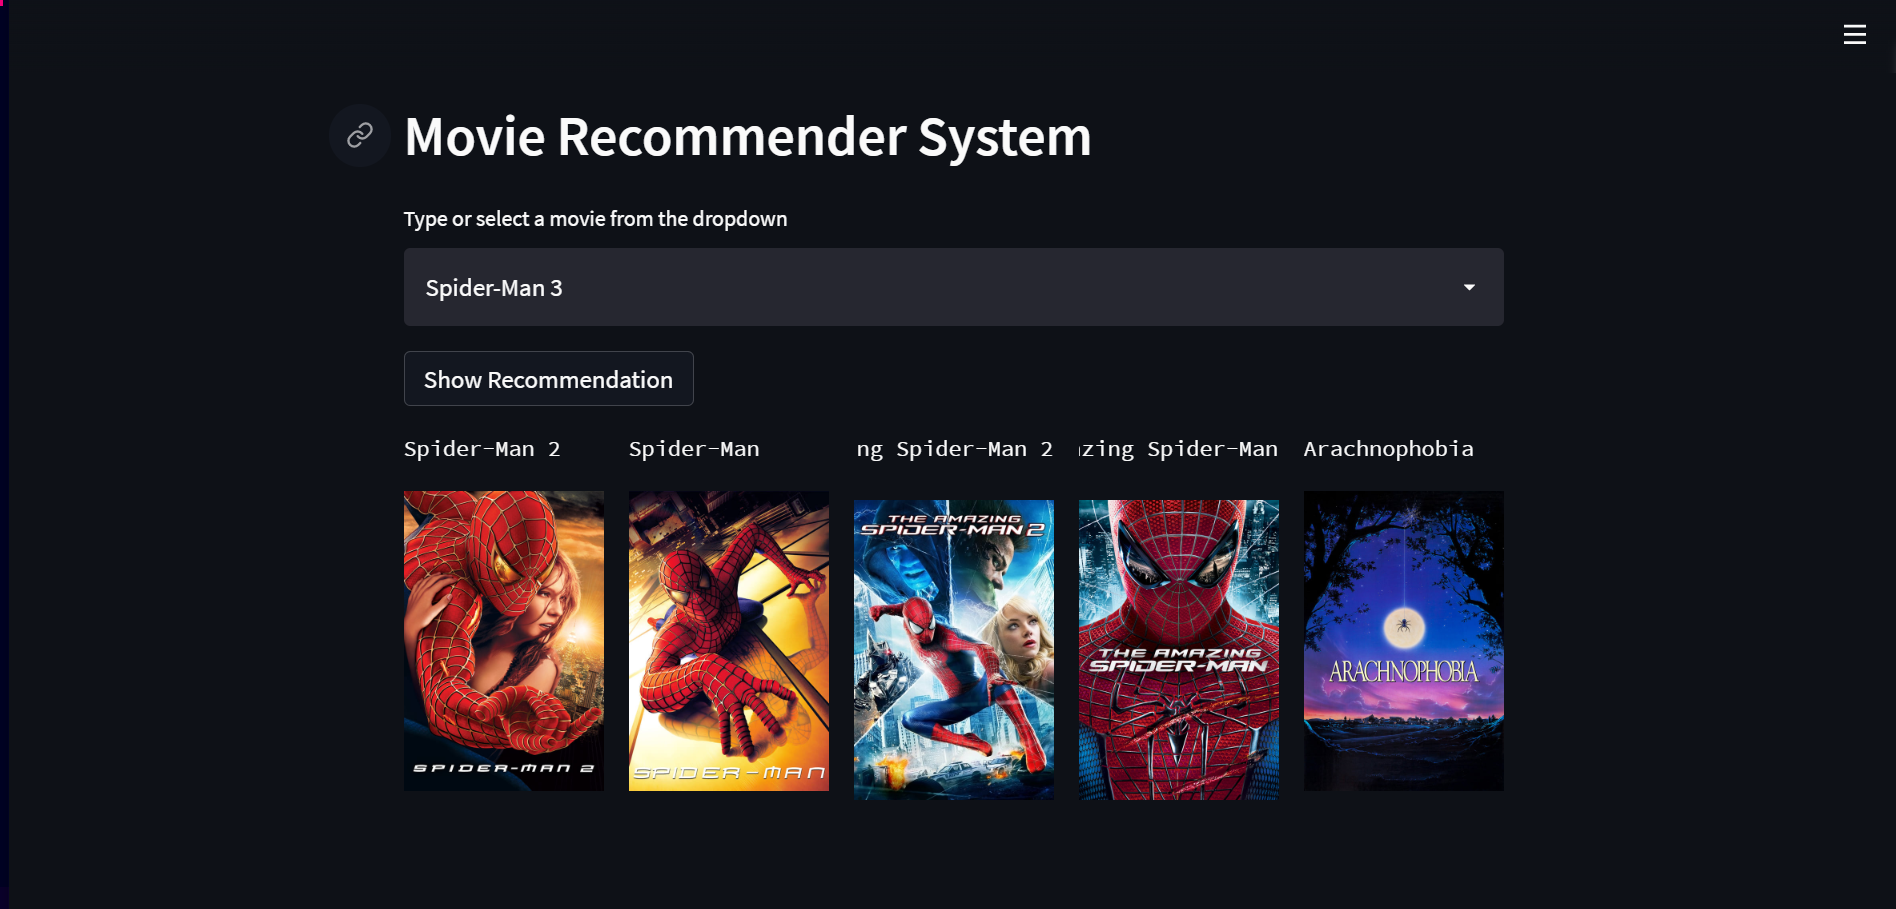 Movie Recommender System
Type or select a movie from the dropdown
Spider-Man 3
Show Recommendation
Spider-Man 2
Spider-Man
ng Spider-Man 2
zing Spider-Man
Arachnophobia
SPIDER-MAN 2
SPIDER-MAN
THE AMAZING
SPIDER-MAN 2
THE AMAZING
SPIDER-MAN
ARACHNOPHOBIA